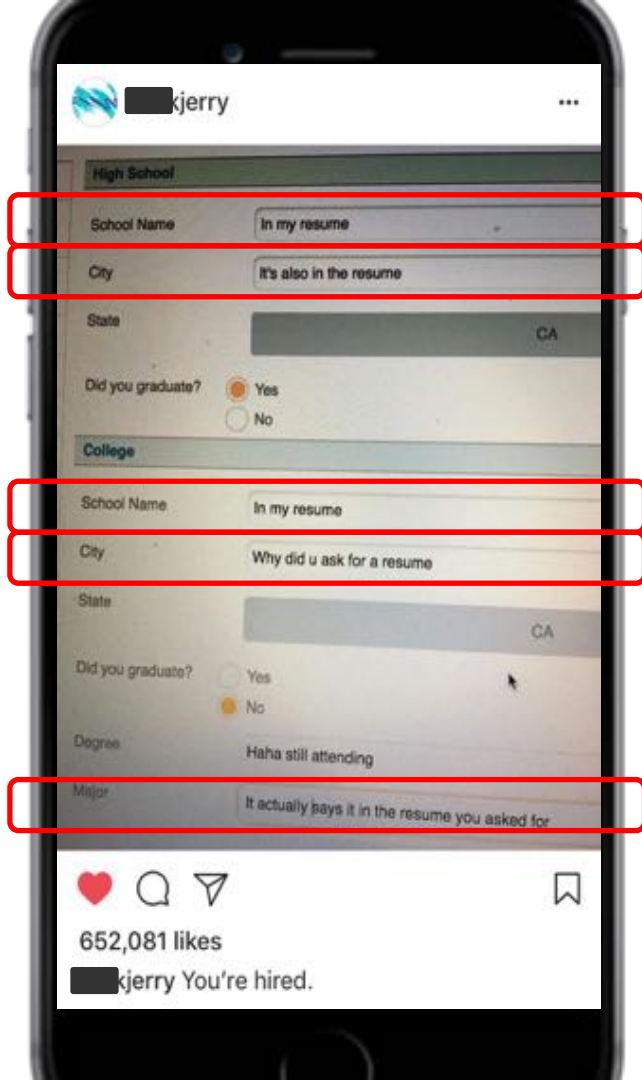 kjerry
High School
School Name In my resume
City It's also in the resume
State CA
Did you graduate? Yes
No
College
School Name In my resume
City Why did u ask for a resume
State CA
Did you graduate? Yes
No
Degree Haha still attending
Major It actually says it in the resume you asked for
652,081 likes
kjerry You're hired.